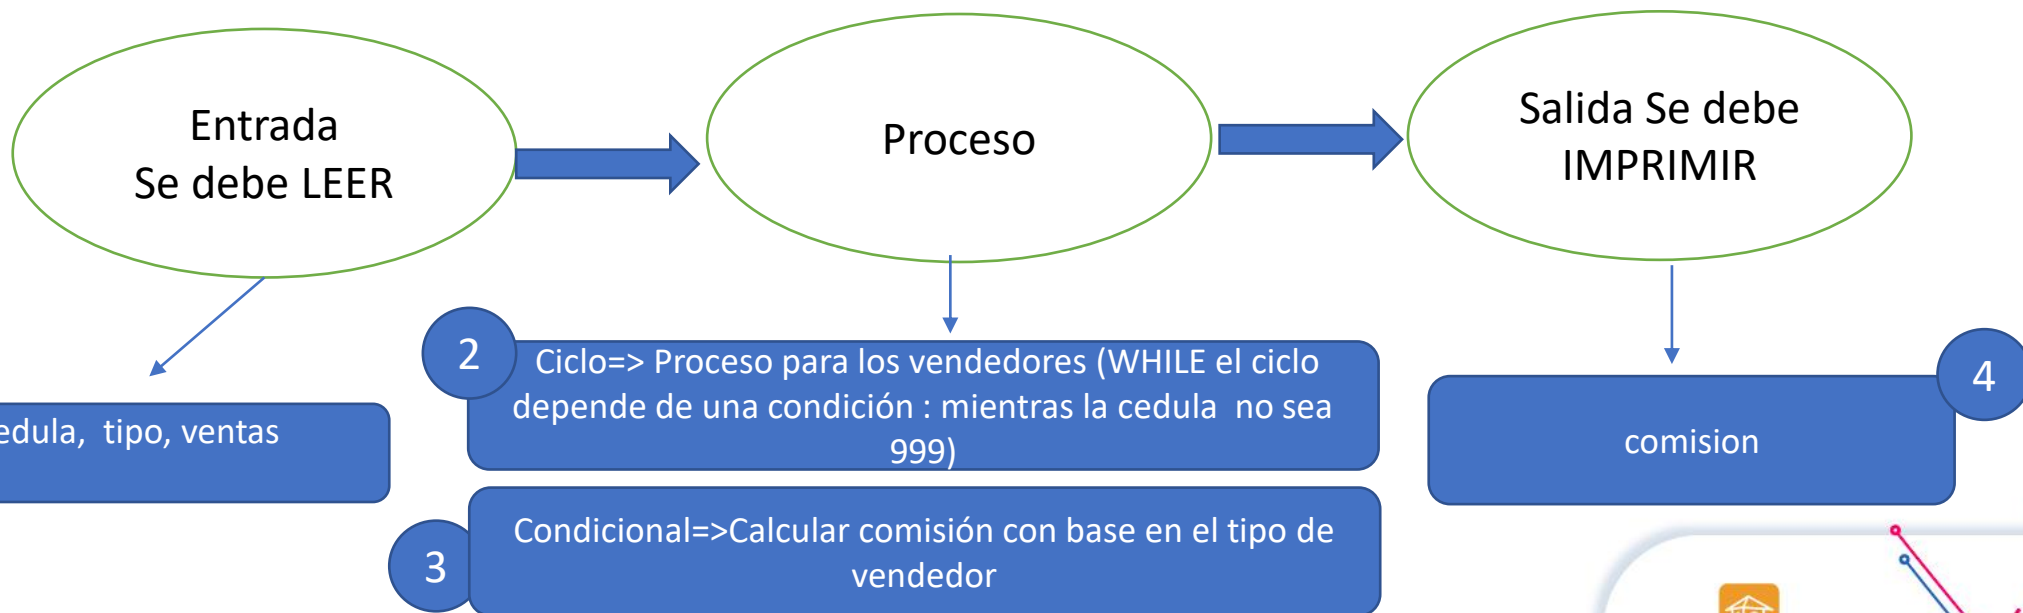 Entrada
Se debe LEER
Proceso
Salida Se debe
IMPRIMIR
edula, tipo, ventas
2
Ciclo=> Proceso para los vendedores (WHILE el ciclo
depende de una condición : mientras la cedula no sea
999)
3
Condicional=>Calcular comisión con base en el tipo de
vendedor
4
comision